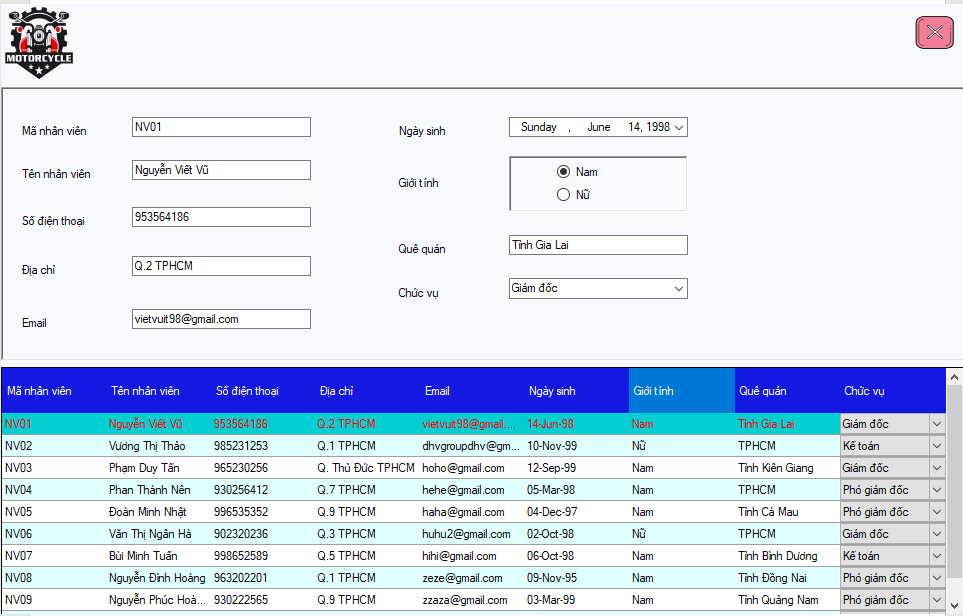 MOTORCYCLE
Mã nhân viên NV01 Ngày sinh Sunday , June 14, 1998
Tên nhân viên Nguyễn Viết Vũ Giới tính Nam
Nữ
Số điện thoại 953564186
Quê quán Tỉnh Gia Lai
Địa chỉ Q.2 TPHCM
Chức vụ Giám đốc
Email vietvuit98@gmail.com
Mã nhân viên Tên nhân viên Số điện thoại Địa chỉ Email Ngày sinh Giới tính Quê quán Chức vụ
NV01 Nguyễn Viết Vũ 953564186 Q.2 TPHCM vietvuit98@gmail.... 14-Jun-98 Nam Tỉnh Gia Lai Giám đốc
NV02 Vương Thị Thảo 985231253 Q.1 TPHCM dhvgroupdhv@gm... 10-Nov-99 Nữ TPHCM Kế toán
NV03 Phạm Duy Tấn 965230256 Q. Thủ Đức TPHCM hoho@gmail.com 12-Sep-99 Nam Tỉnh Kiên Giang Giám đốc
NV04 Phan Thành Nên 930256412 Q.7 TPHCM hehe@gmail.com 05-Mar-98 Nam TPHCM Phó giám đốc
NV05 Đoàn Minh Nhật 996535352 Q.9 TPHCM haha@gmail.com 04-Dec-97 Nam Tỉnh Cà Mau Phó giám đốc
NV06 Văn Thị Ngân Hà 902320236 Q.3 TPHCM huhu2@gmail.com 02-Oct-98 Nữ TPHCM Giám đốc
NV07 Bùi Minh Tuấn 998652589 Q.5 TPHCM hihi@gmail.com 06-Oct-98 Nam Tỉnh Bình Dương Kế toán
NV08 Nguyễn Đình Hoàng 963202201 Q.1 TPHCM zeze@gmail.com 09-Nov-95 Nam Tỉnh Đồng Nai Phó giám đốc
NV09 Nguyễn Phúc Hoà... 930222565 Q.9 TPHCM zzaza@gmail.com 03-Mar-99 Nam Tỉnh Quảng Nam Phó giám đốc